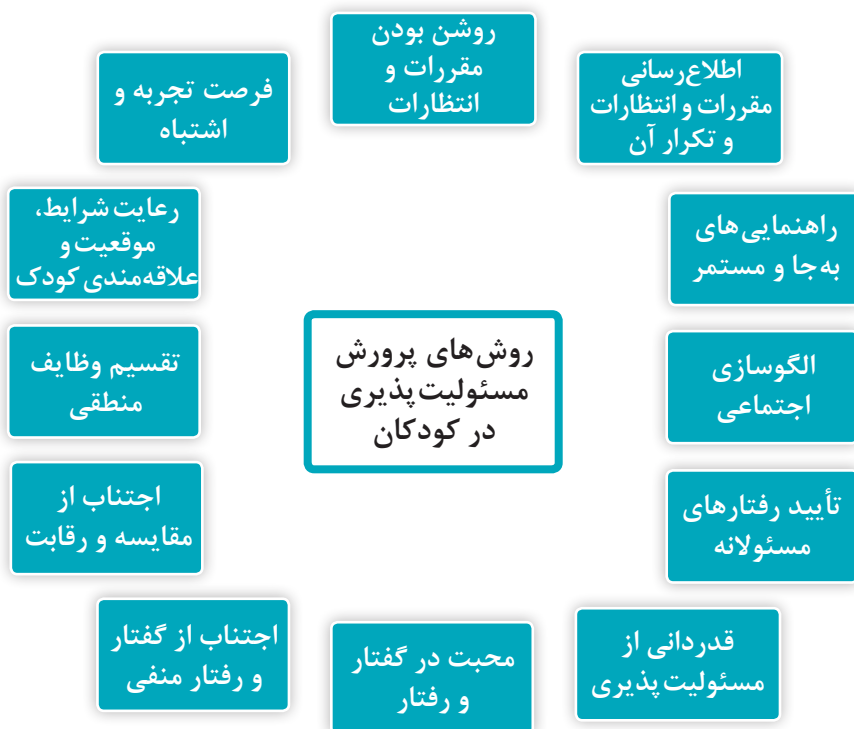 روش‌های پرورش
مسئولیت‌پذیری
در کودکان
روشن بودن
مقررات و
انتظارات
اطلاع‌رسانی
مقررات و انتظارات
و تکرار آن
راهنمایی‌های
به‌جا و مستمر
الگوسازی
اجتماعی
تأیید رفتارهای
مسئولانه
قدردانی از
مسئولیت‌پذیری
محبت در گفتار
و رفتار
اجتناب از گفتار
و رفتار منفی
اجتناب از
مقایسه و رقابت
تقسیم وظایف
منطقی
رعایت شرایط،
موقعیت و
علاقه‌مندی کودک
فرصت تجربه و
اشتباه